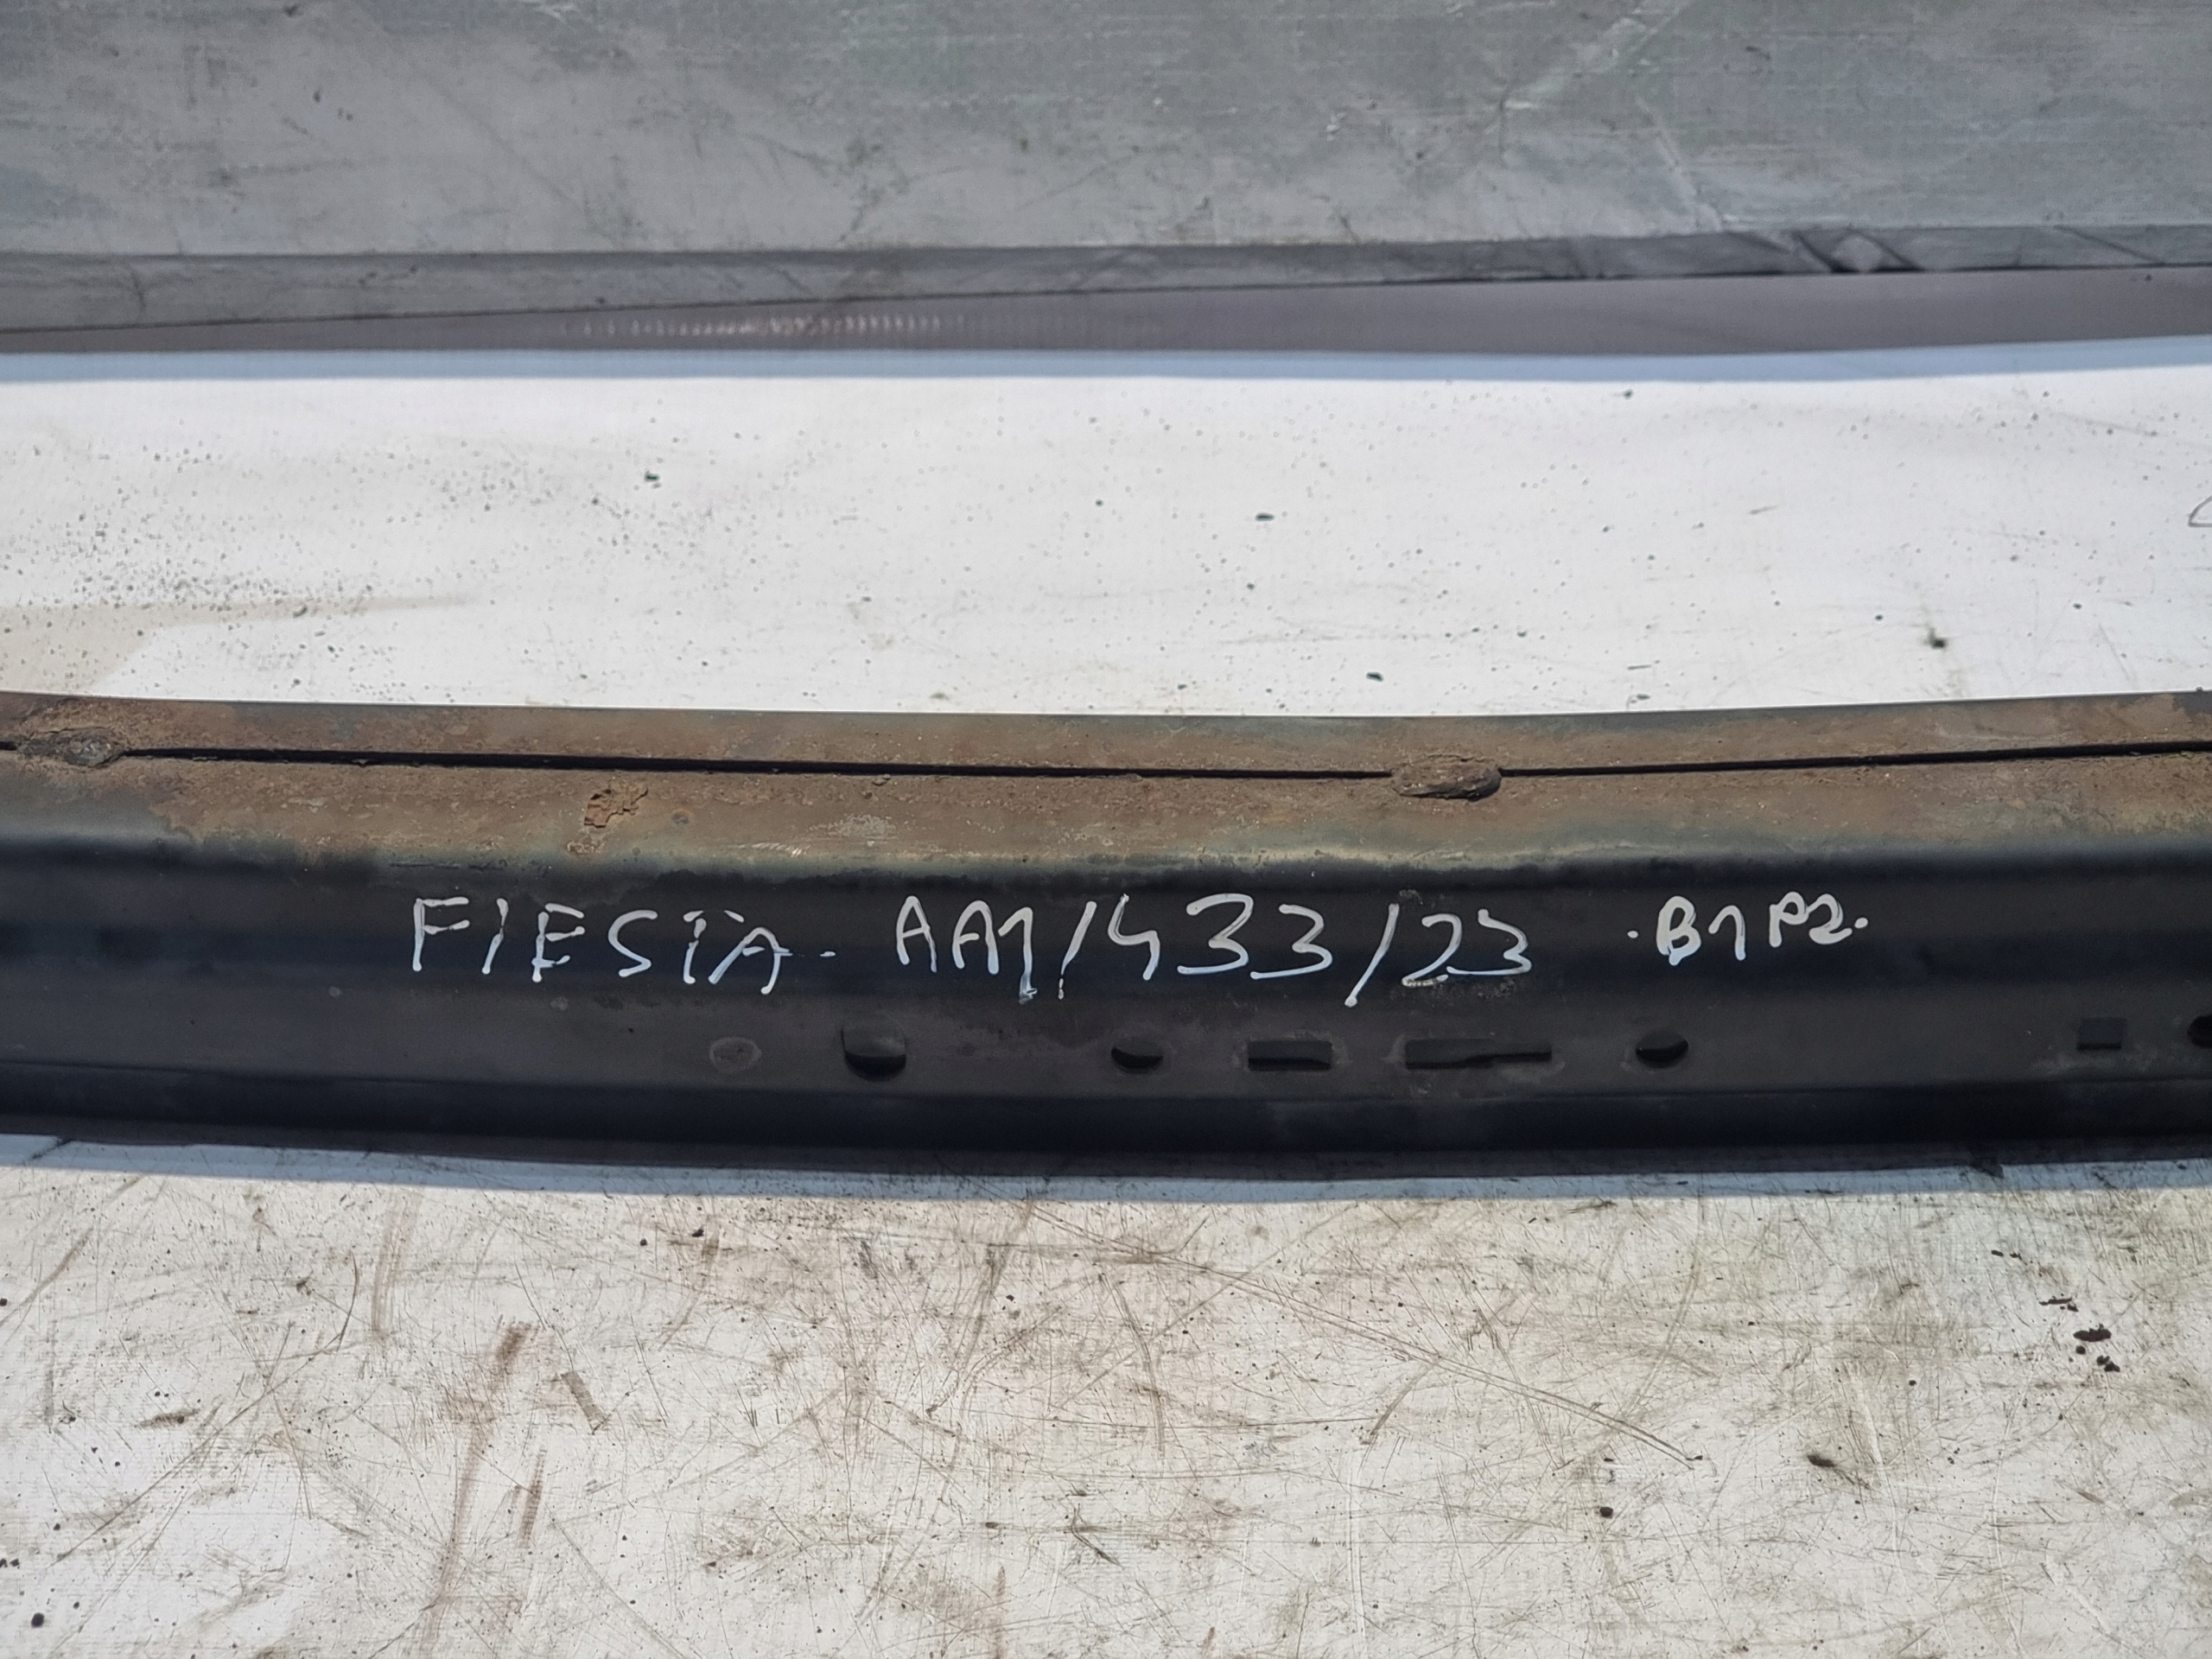 FIESTA. AA1/433/23 .B1P2.